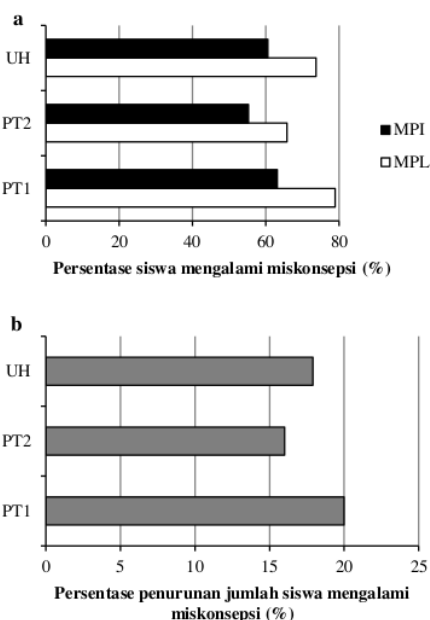 a
UH
PT2
PT1
MPI
MPL
0 20 40 60 80
Persentase siswa mengalami miskonsepsi (%)
b
UH
PT2
PT1
0 5 10 15 20 25
Persentase penurunan jumlah siswa mengalami
miskonsepsi (%)